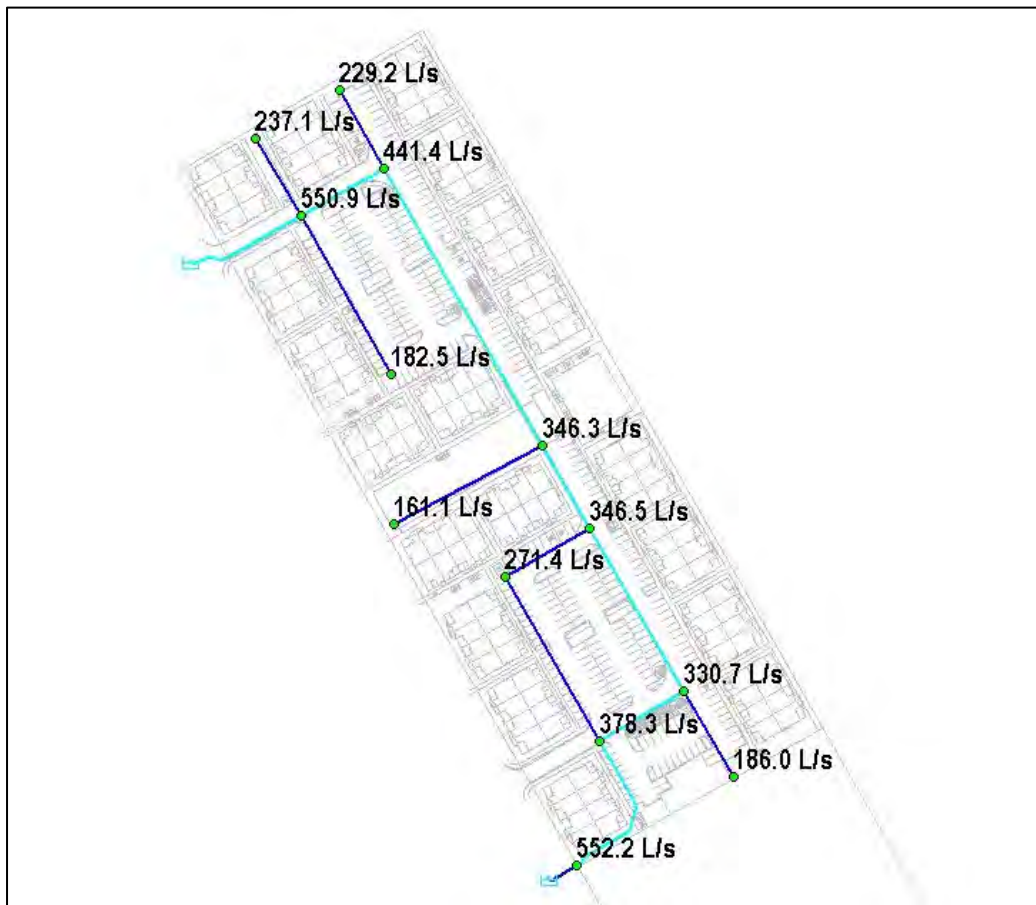 229.2 L/s
237.1 L/s
441.4 L/s
550.9 L/s
182.5 L/s
346.3 L/s
161.1 L/s
346.5 L/s
271.4 L/s
330.7 L/s
378.3 L/s
186.0 L/s
552.2 L/s